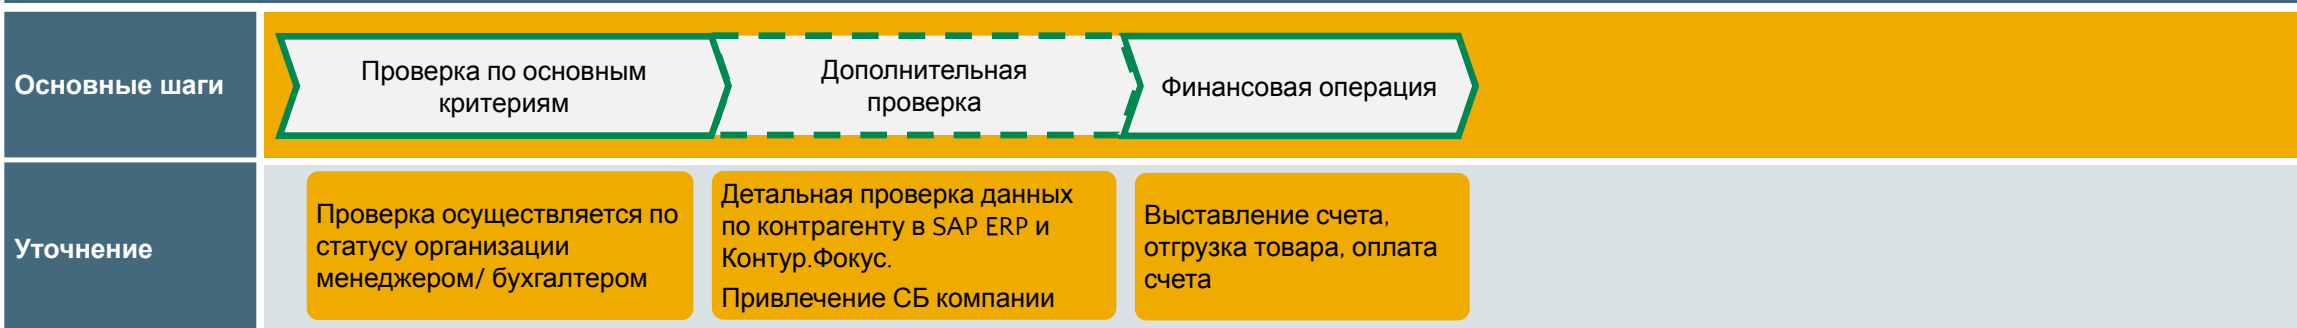 Основные шаги
Проверка по основным
критериям
Дополнительная
проверка
Финансовая операция
Уточнение
Проверка осуществляется по
статусу организации
менеджером/ бухгалтером
Детальная проверка данных
по контрагенту в SAP ERP и
Контур.Фокус.
Привлечение СБ компании
Выставление счета,
отгрузка товара, оплата
счета